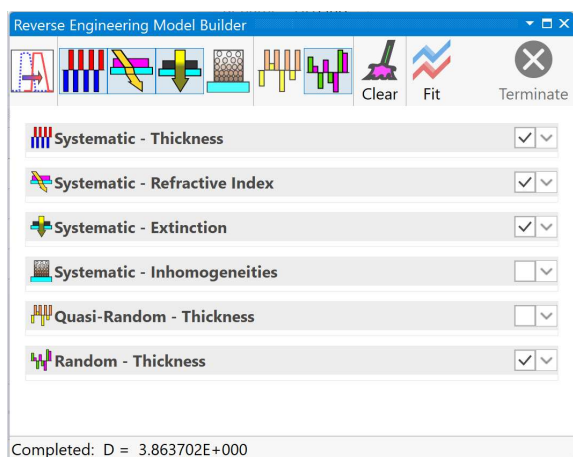 Reverse Engineering Model Builder
Clear Fit Terminate
Systematic - Thickness
Systematic - Refractive Index
Systematic - Extinction
Systematic - Inhomogeneities
Quasi-Random - Thickness
Random - Thickness
Completed: D = 3.863702E+000